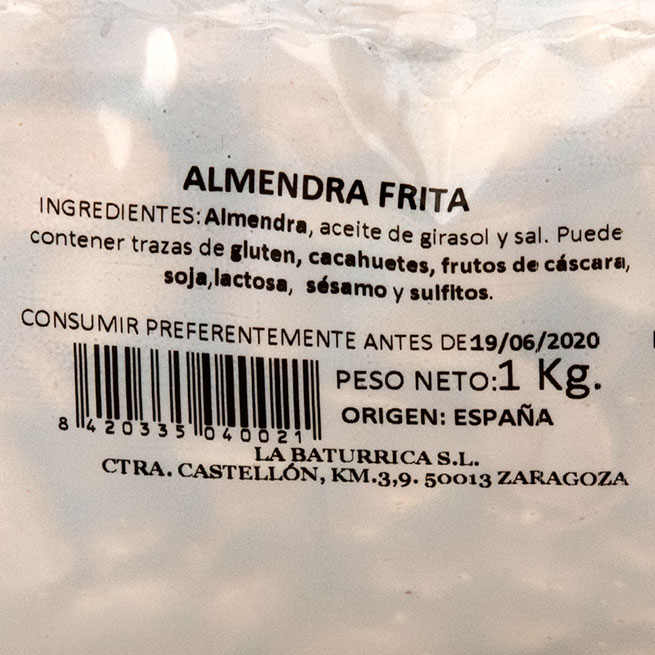 ALMENDRA FRITA
INGREDIENTES: Almendra, aceite de girasol y sal. Puede
contener trazas de gluten, cacahuetes, frutos de cáscara,
soja,lactosa, sésamo y sulfitos.
CONSUMIR PREFERENTEMENTE ANTES DE 19/06/2020
PESO NETO:1 Kg.
ORIGEN: ESPAÑA
8 420335 040021
LA BATURRICA S.L.
CTRA. CASTELLÓN, KM.3,9. 50013 ZARAGOZA